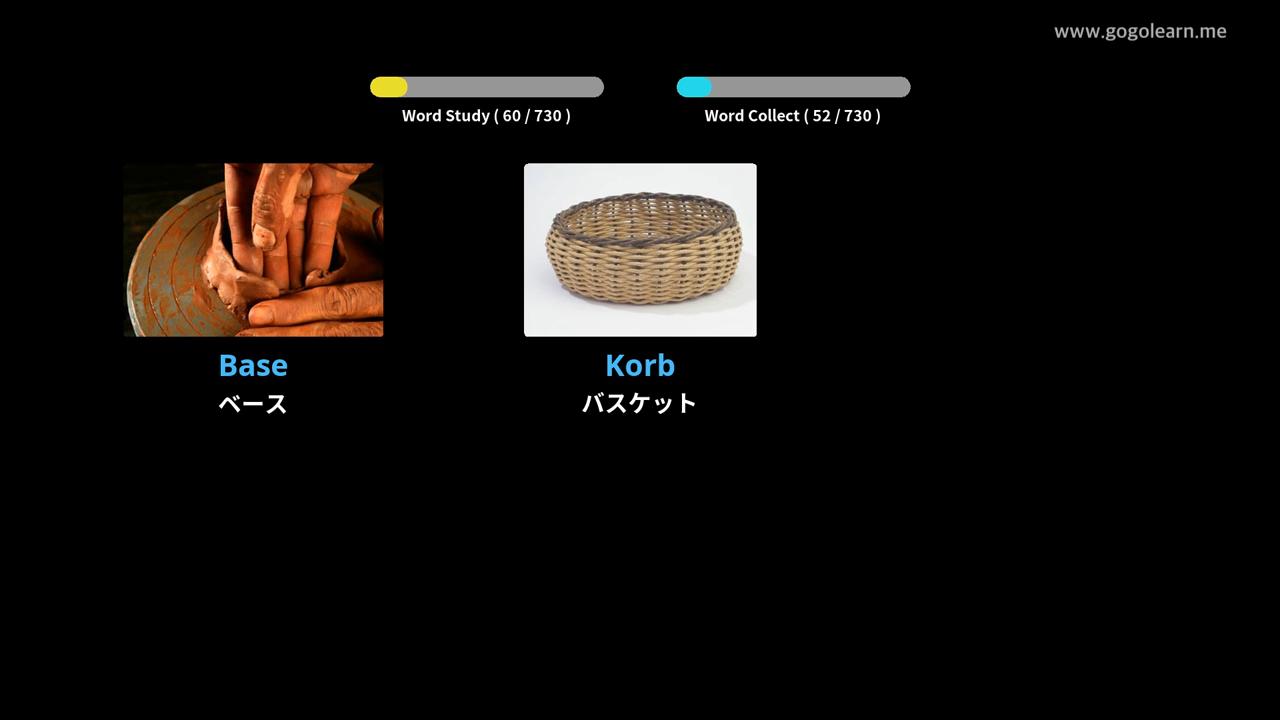 www.gogolearn.me
Word Study ( 60 / 730 )
Word Collect ( 52 / 730 )
Base
ベース
Korb
バスケット